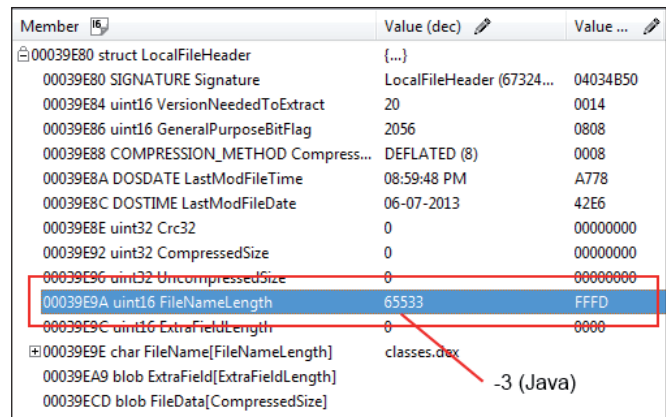 Member Value (dec) Value ...
00039E80 struct LocalFileHeader {...}
00039E80 SIGNATURE Signature LocalFileHeader (67324... 04034B50
00039E84 uint16 VersionNeededToExtract 20 0014
00039E86 uint16 GeneralPurposeBitFlag 2056 0808
00039E88 COMPRESSION_METHOD Compress... DEFLATED (8) 0008
00039E8A DOSDATE LastModFileTime 08:59:48 PM A778
00039E8C DOSTIME LastModFileDate 06-07-2013 42E6
00039E8E uint32 Crc32 0 00000000
00039E92 uint32 CompressedSize 0 00000000
00039E96 uint32 UncompressedSize 0 00000000
00039E9A uint16 FileNameLength 65533 FFFD
00039E9C uint16 ExtraFieldLength 0 0000
00039E9E char FileName[FileNameLength] classes.dex
00039EA9 blob ExtraField[ExtraFieldLength]
-3 (Java)
00039ECD blob FileData[CompressedSize]